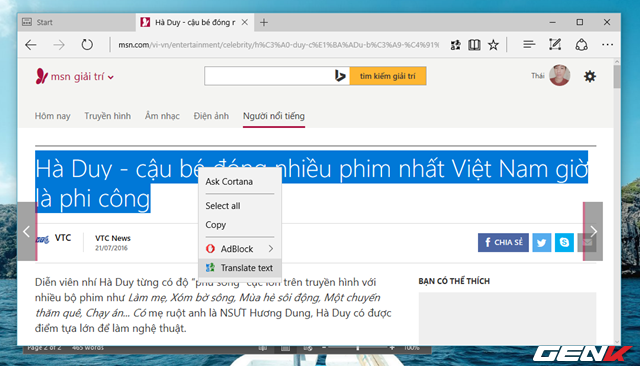 Start
Hà Duy - cậu bé đóng n
msn.com/vi-vn/entertainment/celebrity/h%C3%A0-duy-c%E1%BA%ADu-b%C3%A9-%C4%91%
msn giải trí
tìm kiếm giải trí
Thái
Hôm nay Truyền hình Âm nhạc Điện ảnh Người nổi tiếng
Hà Duy - cậu bé đóng nhiều phim nhất Việt Nam giờ
là phi công
Ask Cortana
Select all
Copy
AdBlock
Translate text
VTC
VTC News
21/07/2016
CHIA SẺ
Diễn viên nhí Hà Duy từng có độ "phủ sóng" cực lớn trên truyền hình với
nhiều bộ phim như Làm mẹ, Xóm bờ sông, Mùa hè sôi động, Một chuyến
thăm quê, Chạy án... Có mẹ ruột anh là NSƯT Hương Dung, Hà Duy có được
điểm tựa lớn để làm nghệ thuật.
BẠN CÓ THỂ THÍCH
Page 2 of 2 465 words
GENK